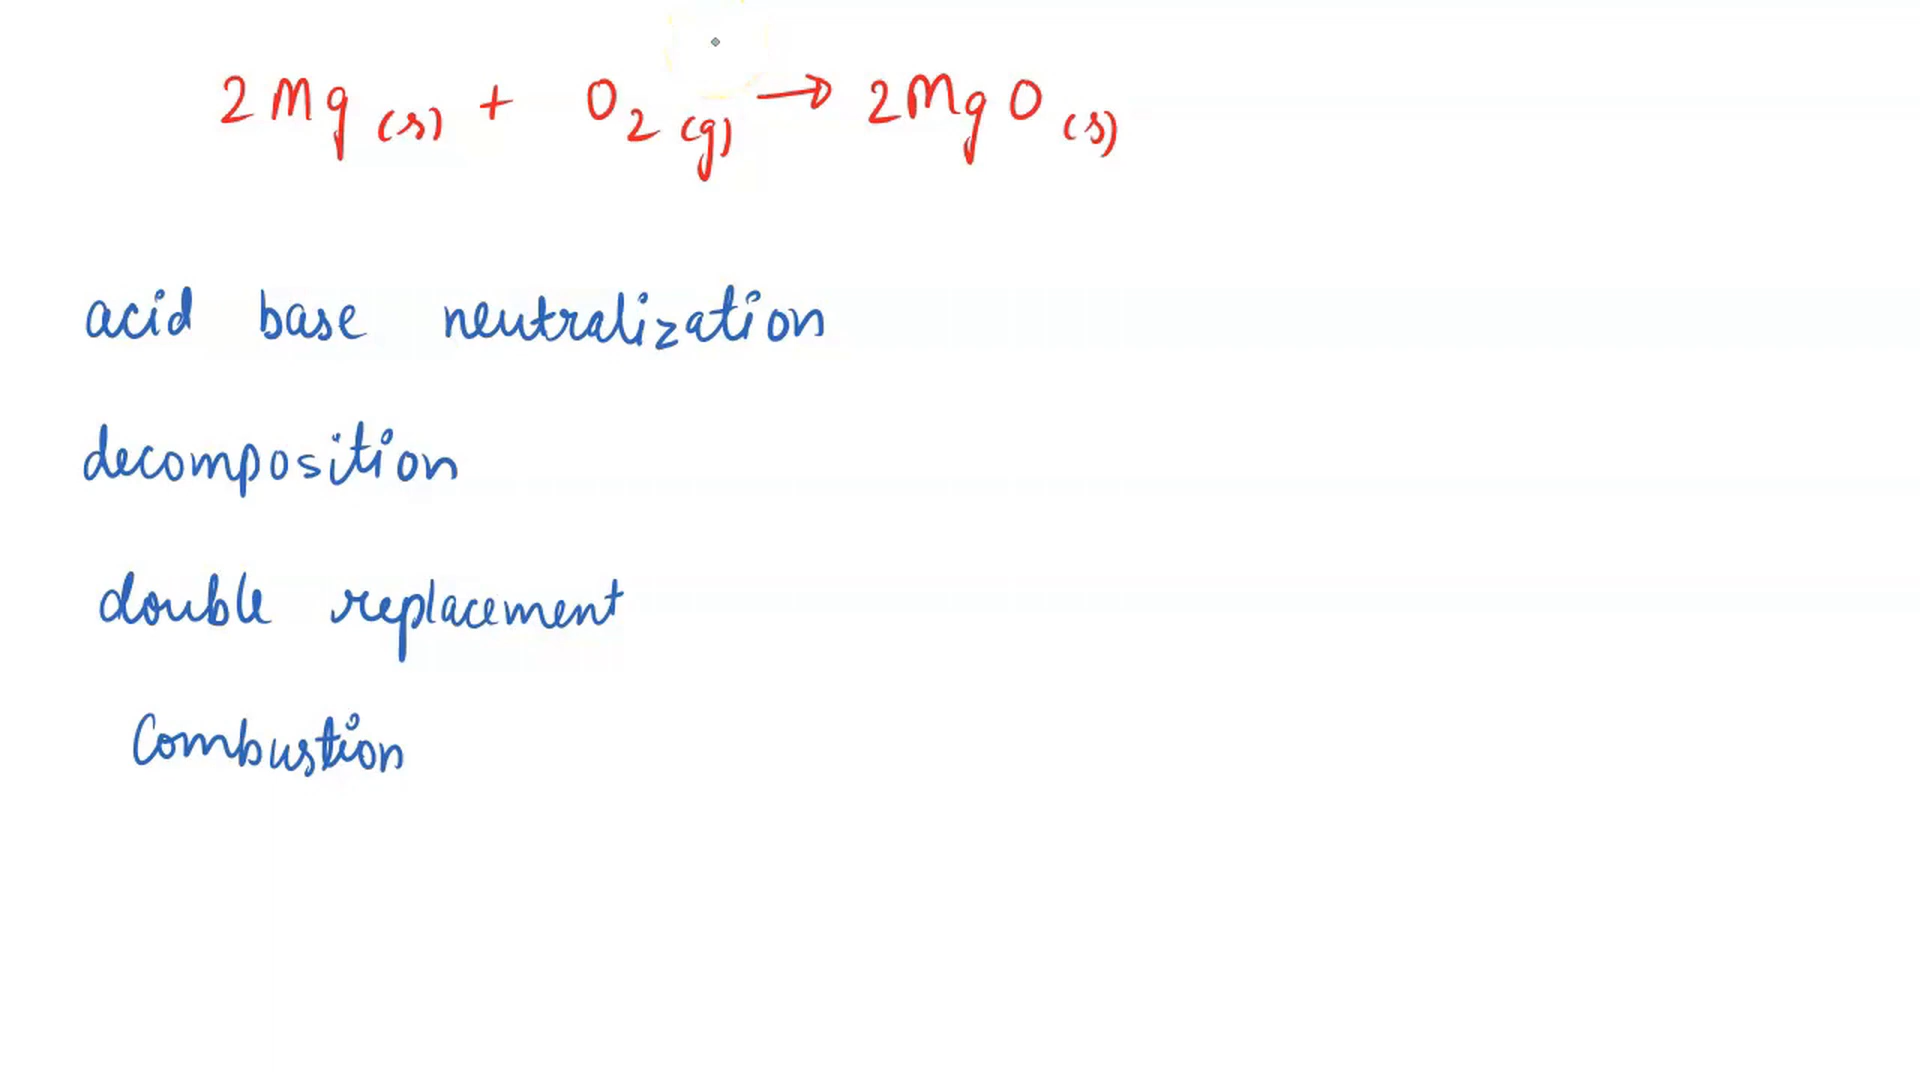 2Mg(s) + O2(g) → 2MgO(s)
acid base neutralization
decomposition
double replacement
Combustion